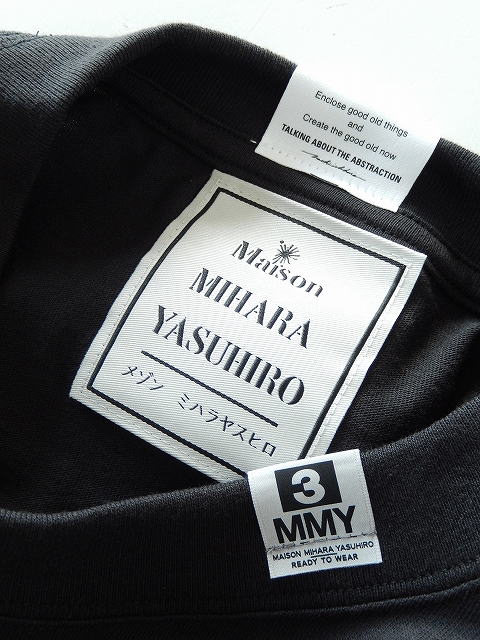 Enclose good old things
and
Create the good old now
TALKING ABOUT THE ABSTRACTION
Maison
MIHARA
YASUHIRO
メゾン ミハラヤスヒロ
3
MMY
MAISON MIHARA YASUHIRO
READY TO WEAR